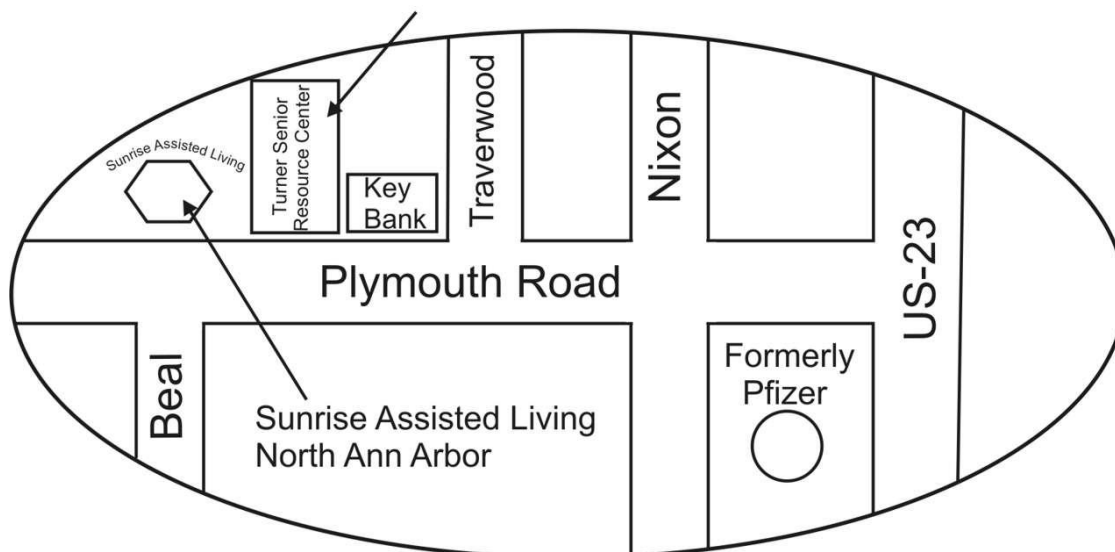 Sunrise Assisted Living
Turner Senior
Resource Center
Key
Bank
Traverwood
Nixon
US-23
Plymouth Road
Beal
Sunrise Assisted Living
North Ann Arbor
Formerly
Pfizer